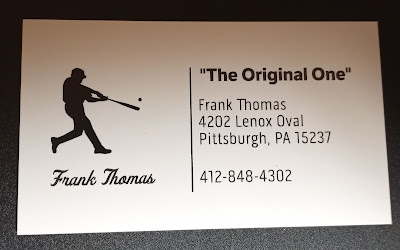 "The Original One"
Frank Thomas
4202 Lenox Oval
Pittsburgh, PA 15237
412-848-4302
Frank Thomas